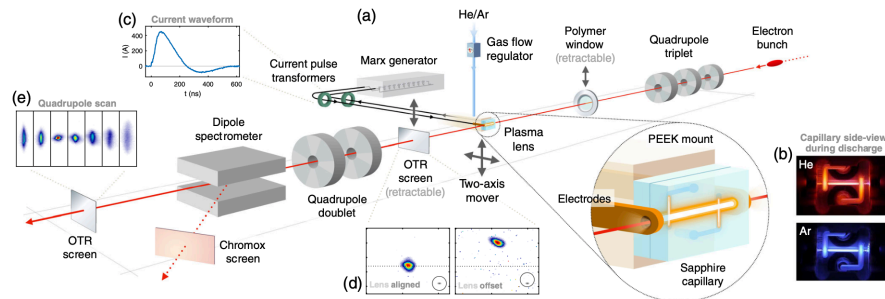 (a)
He/Ar
Gas flow
regulator
Polymer
window
(retractable)
Quadrupole
triplet
Electron
bunch
(c)
Current waveform
I (A)
400
200
0
0
200
400
600
t (ns)
Current pulse
transformers
Marx generator
(e)
Quadrupole scan
Dipole
spectrometer
OTR
screen
(retractable)
Plasma
lens
Two-axis
mover
Quadrupole
doublet
OTR
screen
Chromox
screen
(d)
Lens aligned
Lens offset
PEEK mount
Electrodes
Sapphire
capillary
Capillary side-view
during discharge
(b)
He
Ar